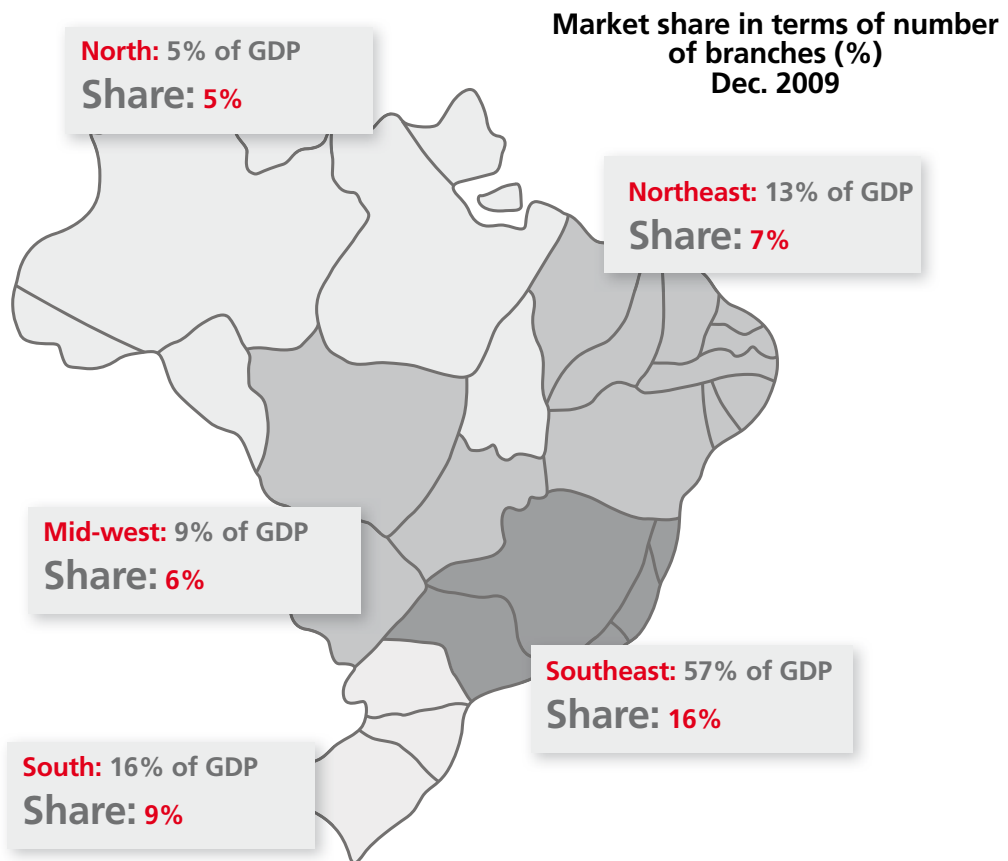 Market share in terms of number
of branches (%)
Dec. 2009
North: 5% of GDP
Share: 5%
Northeast: 13% of GDP
Share: 7%
Mid-west: 9% of GDP
Share: 6%
Southeast: 57% of GDP
Share: 16%
South: 16% of GDP
Share: 9%